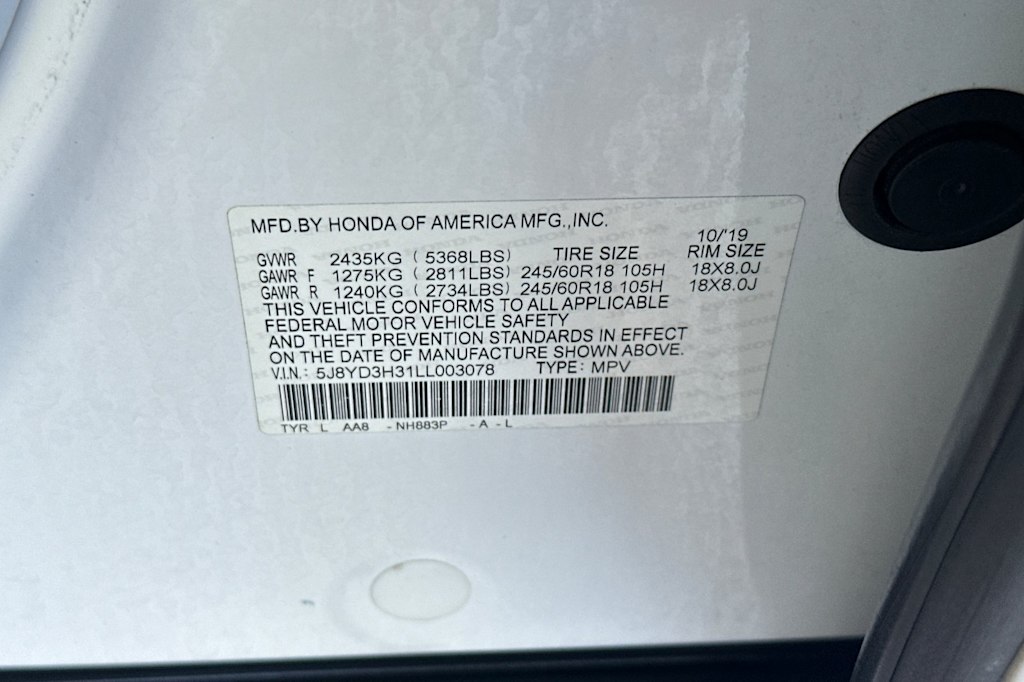 MFD.BY HONDA OF AMERICA MFG.,INC.
10/'19
GVWR 2435KG ( 5368LBS) TIRE SIZE RIM SIZE
GAWR F 1275KG ( 2811LBS) 245/60R18 105H 18X8.0J
GAWR R 1240KG ( 2734LBS) 245/60R18 105H 18X8.0J
THIS VEHICLE CONFORMS TO ALL APPLICABLE
FEDERAL MOTOR VEHICLE SAFETY
AND THEFT PREVENTION STANDARDS IN EFFECT
ON THE DATE OF MANUFACTURE SHOWN ABOVE.
V.I.N.: 5J8YD3H31LL003078 TYPE: MPV
TYR L AA8 - NH883P - A - L